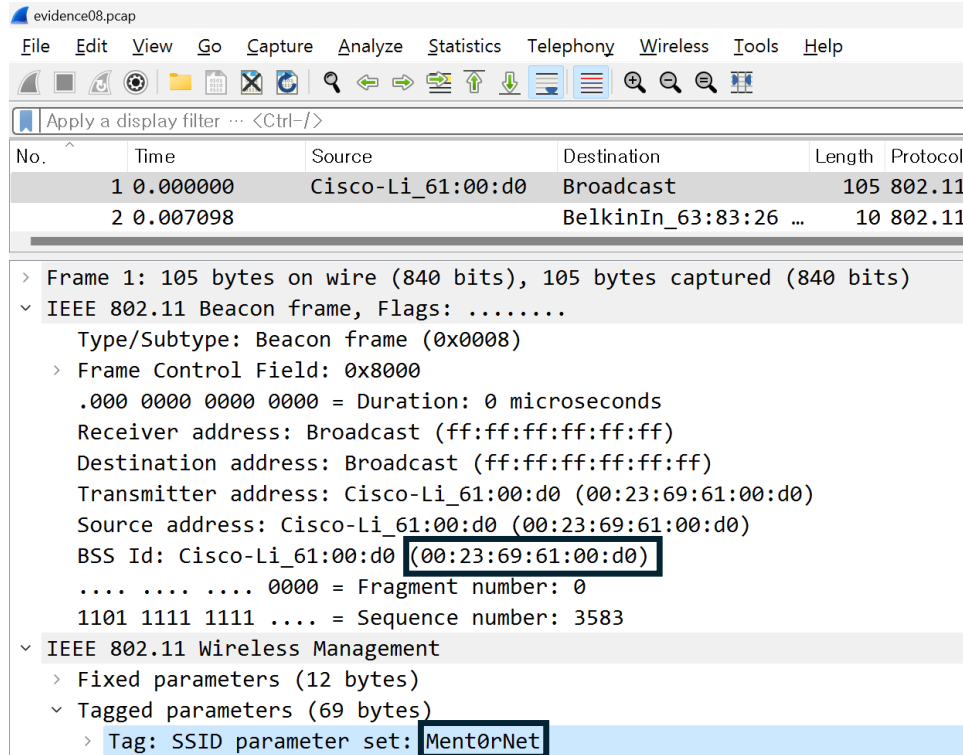 evidence08.pcap
File Edit View Go Capture Analyze Statistics Telephony Wireless Tools Help
Apply a display filter ··· <Ctrl-/>
No. Time Source Destination Length Protocol
1 0.000000 Cisco-Li_61:00:d0 Broadcast 105 802.11
2 0.007098 BelkinIn_63:83:26 … 10 802.11
Frame 1: 105 bytes on wire (840 bits), 105 bytes captured (840 bits)
IEEE 802.11 Beacon frame, Flags: ........
Type/Subtype: Beacon frame (0x0008)
Frame Control Field: 0x8000
.000 0000 0000 0000 = Duration: 0 microseconds
Receiver address: Broadcast (ff:ff:ff:ff:ff:ff)
Destination address: Broadcast (ff:ff:ff:ff:ff:ff)
Transmitter address: Cisco-Li_61:00:d0 (00:23:69:61:00:d0)
Source address: Cisco-Li_61:00:d0 (00:23:69:61:00:d0)
BSS Id: Cisco-Li_61:00:d0 (00:23:69:61:00:d0)
.... .... .... 0000 = Fragment number: 0
1101 1111 1111 .... = Sequence number: 3583
IEEE 802.11 Wireless Management
Fixed parameters (12 bytes)
Tagged parameters (69 bytes)
Tag: SSID parameter set: Ment0rNet